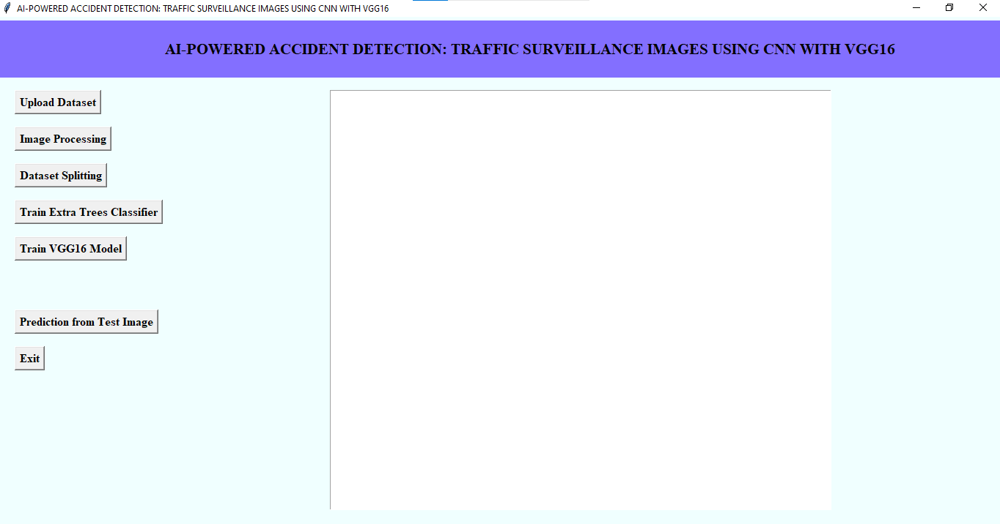 AI-POWERED ACCIDENT DETECTION: TRAFFIC SURVEILLANCE IMAGES USING CNN WITH VGG16
AI-POWERED ACCIDENT DETECTION: TRAFFIC SURVEILLANCE IMAGES USING CNN WITH VGG16
Upload Dataset
Image Processing
Dataset Splitting
Train Extra Trees Classifier
Train VGG16 Model
Prediction from Test Image
Exit